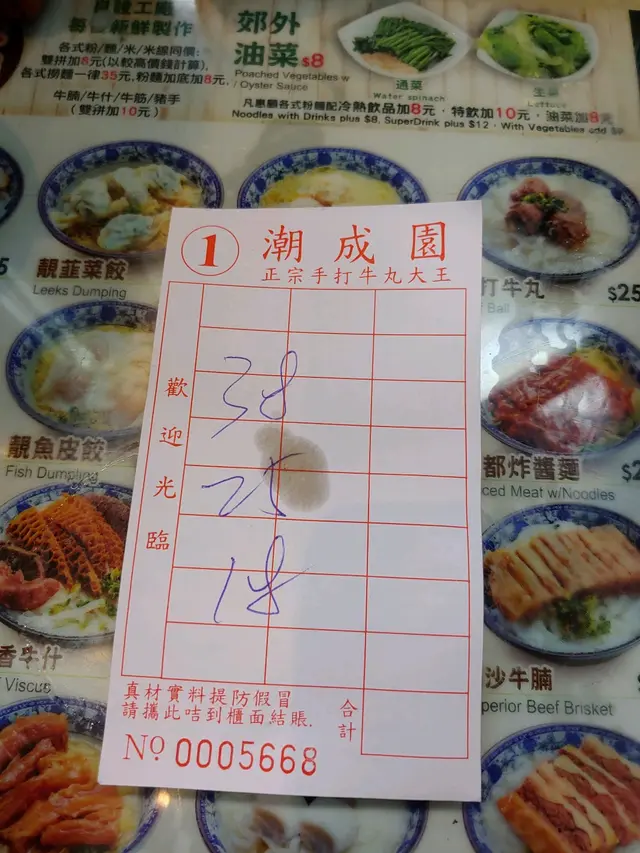 新鮮製作
各式粉/麵/米/米線同價:
雙拼加8元(以較高價錢計算),
各式撈麵一律35元,粉麵加底加8元.
牛腩/牛什/牛筋/豬手
(雙拼加10元)
郊外
油菜 $8
Poached Vegetables w
/ Oyster Sauce
通菜
Water spinach
生菜
Lettuce
凡惠顧各式粉麵配冷熱飲品加8元,特飲加10元,油菜加8元
Noodles with Drinks plus $8, SuperDrink plus $12, With Vegetables add $8
靚韮菜餃
Leeks Dumping
打牛丸
Ball
$25
靚魚皮餃
Fish Dumpling
都炸醬麵
ced Meat w/Noodles
香牛什
Viscus
沙牛腩
perior Beef Brisket
1 潮成園
正宗手打牛丸大王
歡迎光臨
38
25
18
真材實料提防假冒
請攜此咭到櫃面結賬.
合計
No 0005668